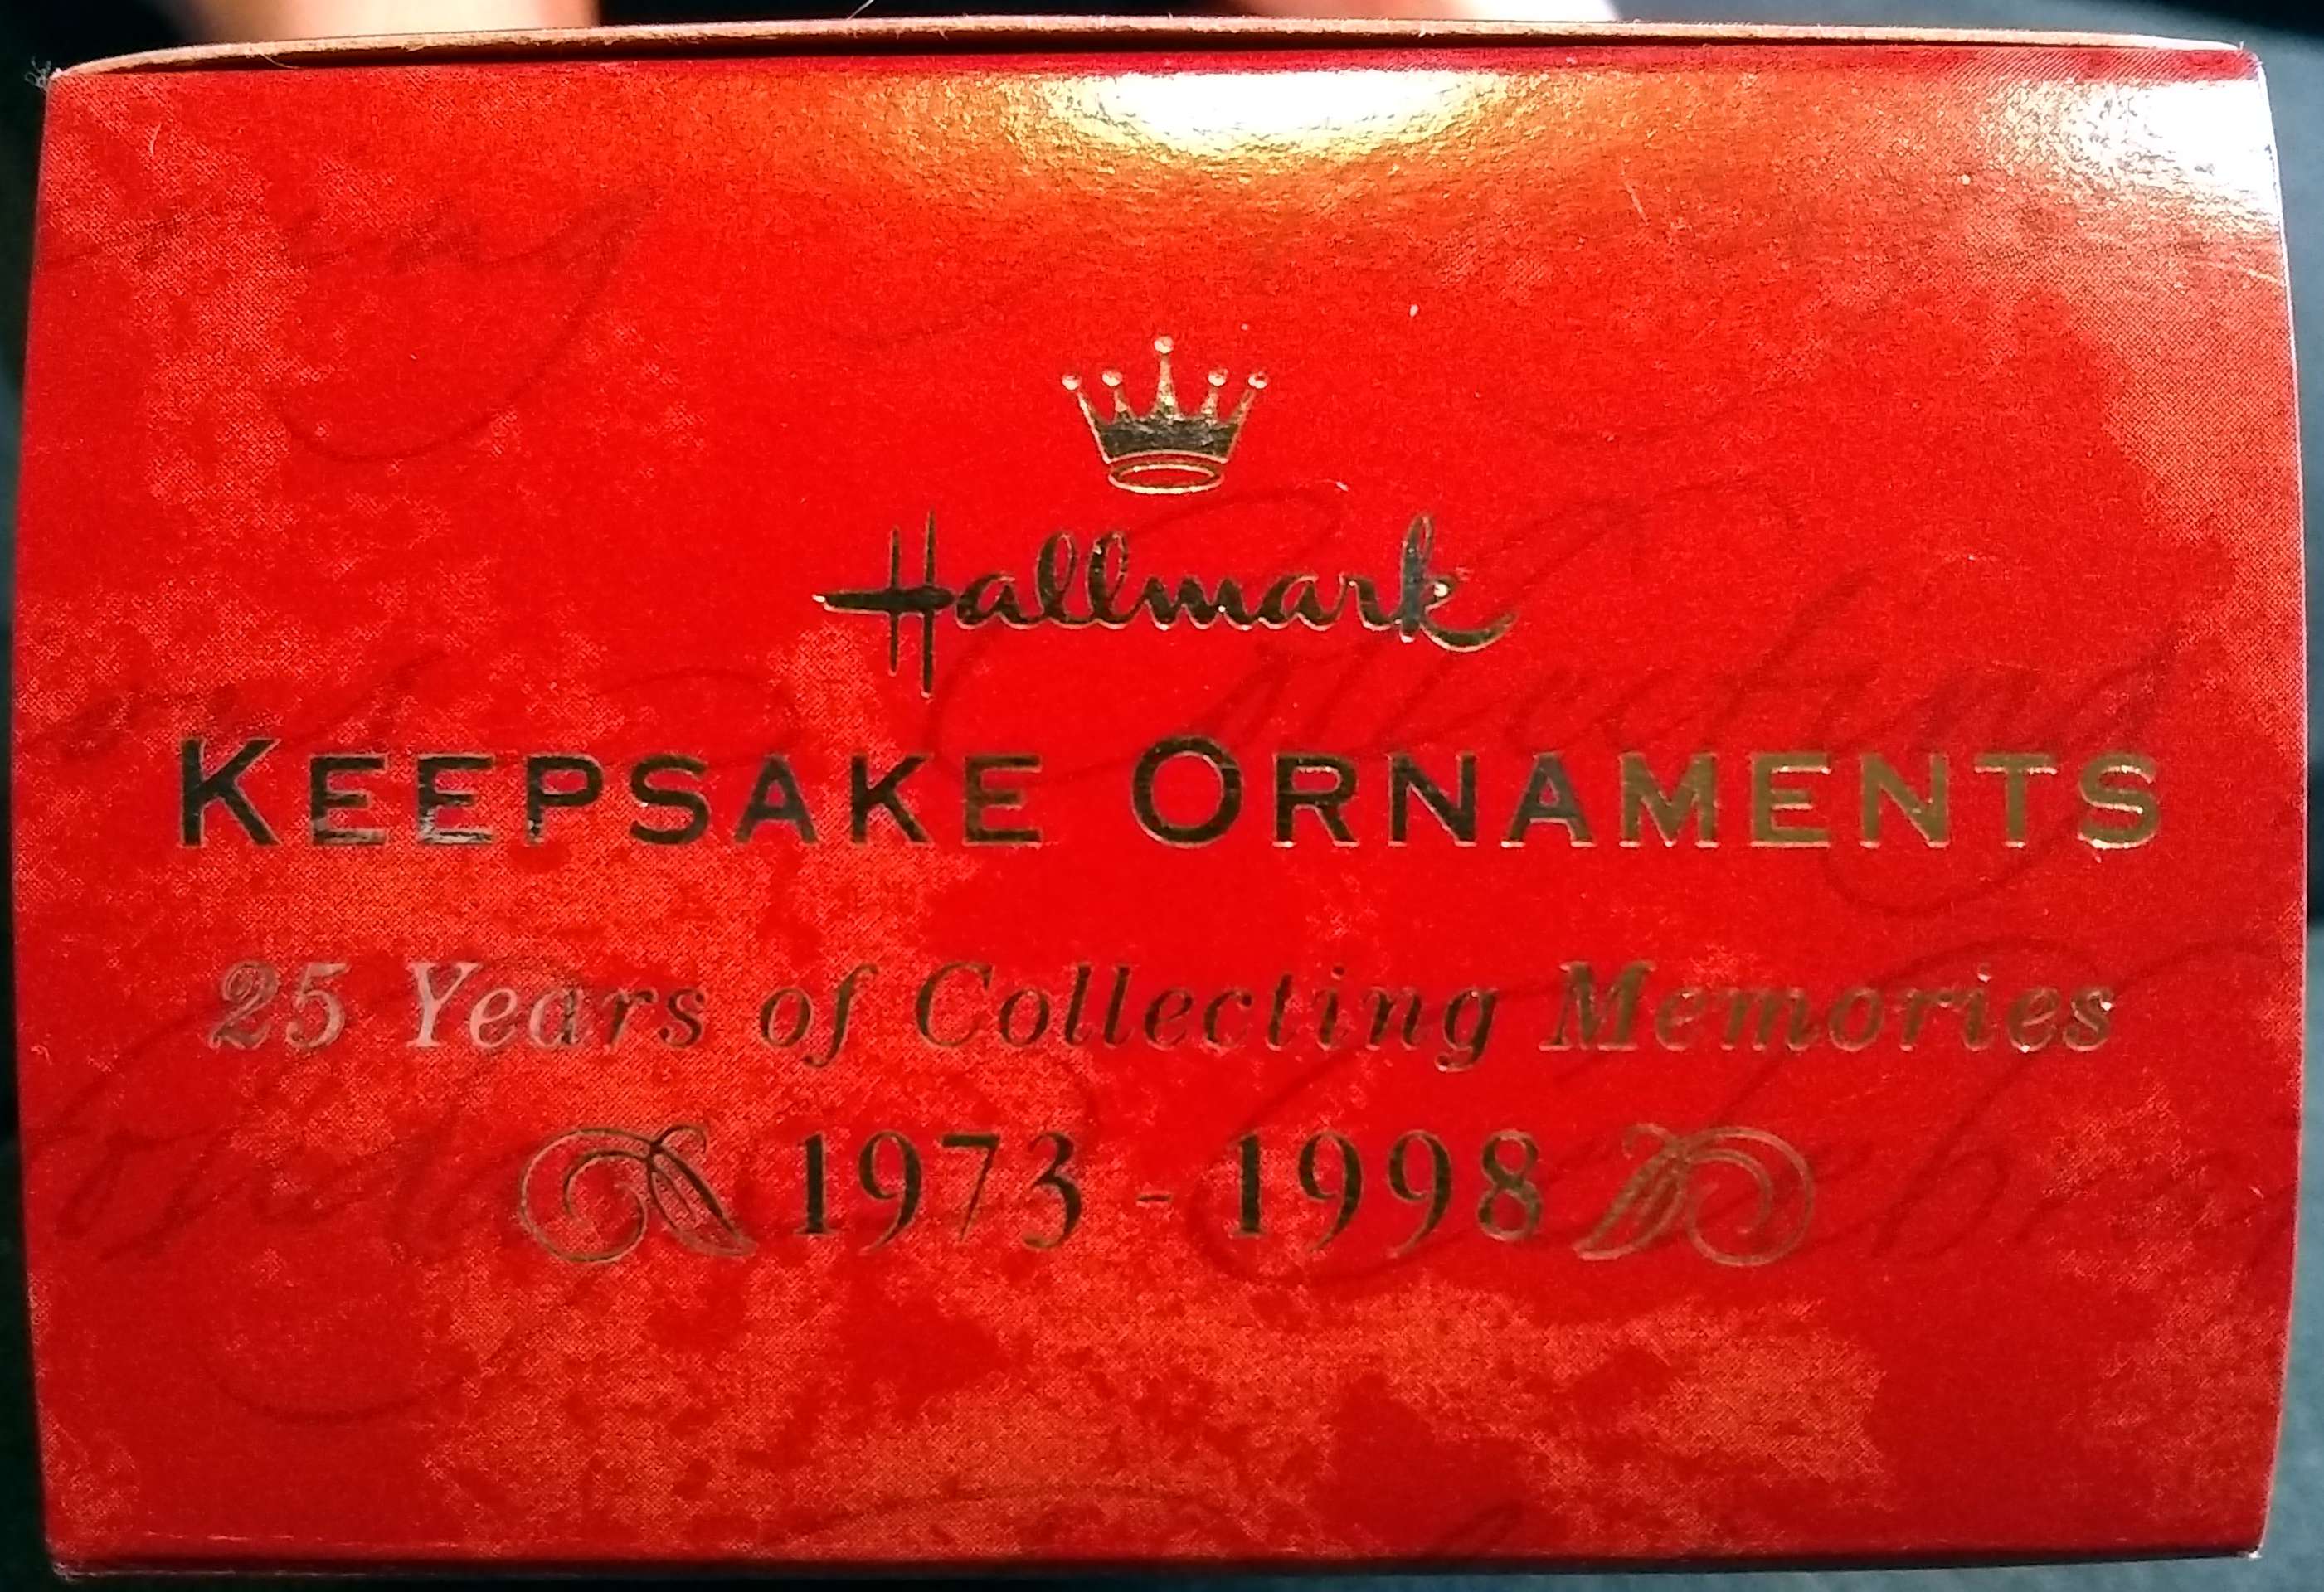 Hallmark
KEEPSAKE ORNAMENTS
25 Years of Collecting Memories
1973 - 1998